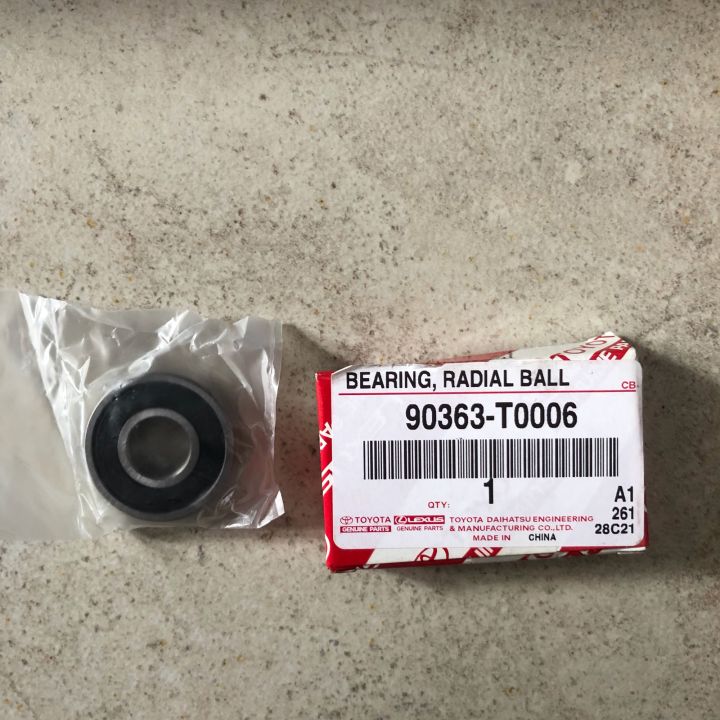 BEARING, RADIAL BALL
CB-
90363-T0006
QTY: 1
A1
261
28C21
TOYOTA LEXUS TOYOTA DAIHATSU ENGINEERING
GENUINE PARTS GENUINE PARTS & MANUFACTURING CO.,LTD.
MADE IN CHINA